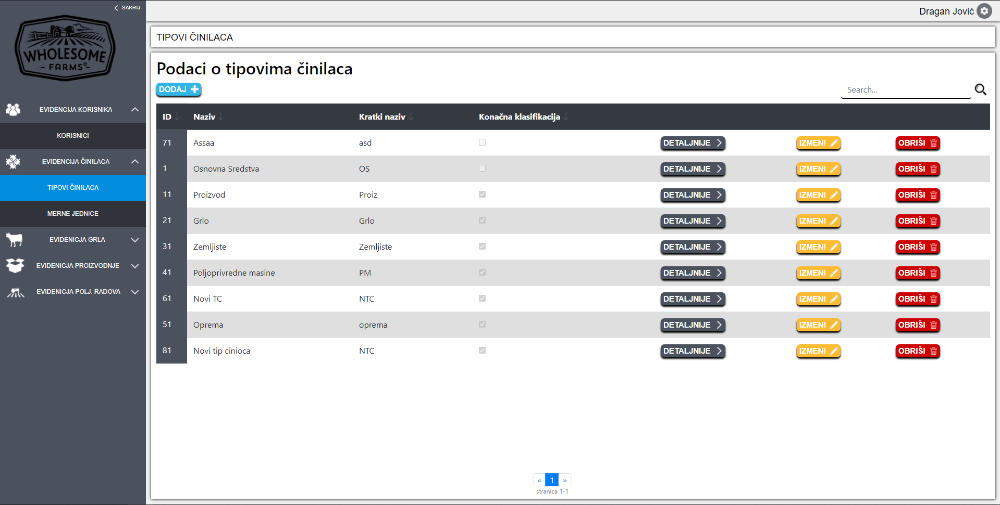 SAKRIJ
WHOLESOME
- FARMS® -
EVIDENCIJA KORISNIKA
KORISNICI
EVIDENCIJA ČINILACA
TIPOVI ČINILACA
MERNE JEDNICE
EVIDENICJA GRLA
EVIDENICJA PROIZVODNJE
EVIDENICJA POLJ. RADOVA
Dragan Jović
TIPOVI ČINILACA
Podaci o tipovima činilaca
DODAJ
Search...
ID Naziv Kratki naziv Konačna klasifikacija
71 Assaa asd DETALJNIJE IZMENI OBRIŠI
1 Osnovna Sredstva OS DETALJNIJE IZMENI OBRIŠI
11 Proizvod Proiz DETALJNIJE IZMENI OBRIŠI
21 Grlo Grlo DETALJNIJE IZMENI OBRIŠI
31 Zemljiste Zemljiste DETALJNIJE IZMENI OBRIŠI
41 Poljoprivredne masine PM DETALJNIJE IZMENI OBRIŠI
61 Novi TC NTC DETALJNIJE IZMENI OBRIŠI
51 Oprema oprema DETALJNIJE IZMENI OBRIŠI
81 Novi tip cinioca NTC DETALJNIJE IZMENI OBRIŠI
« 1 »
stranica 1-1